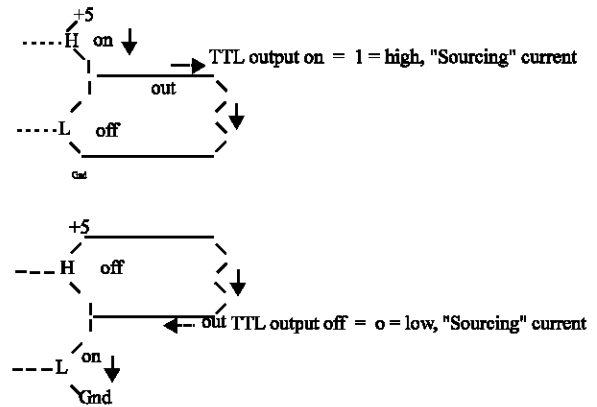 +5
H on
TTL output on = 1 = high, "Sourcing" current
out
L off
Gnd
+5
H off
out TTL output off = o = low, "Sourcing" current
on
L
Gnd